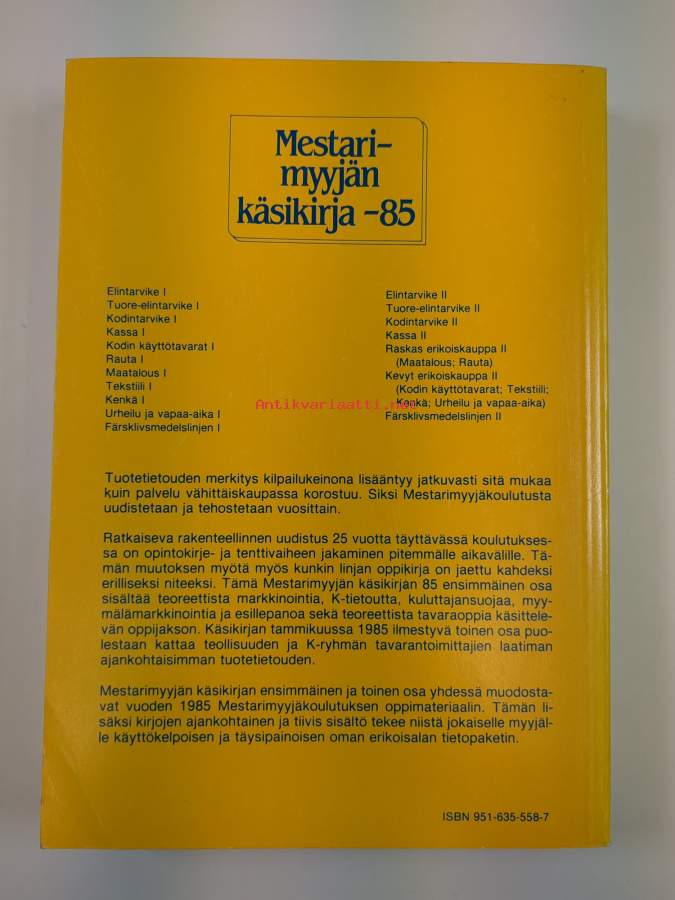 Mestari-
myyjän
käsikirja -85
Elintarvike I
Tuore-elintarvike I
Kodintarvike I
Kassa I
Kodin käyttötavarat I
Rauta I
Maatalous I
Tekstiili I
Kenkä I
Urheilu ja vapaa-aika I
Färsklivsmedelslinjen I
Elintarvike II
Tuore-elintarvike II
Kodintarvike II
Kassa II
Raskas erikoiskauppa II
(Maatalous; Rauta)
Kevyt erikoiskauppa II
(Kodin käyttötavarat; Tekstiili;
Kenkä; Urheilu ja vapaa-aika)
Färsklivsmedelslinjen II
Antikvariaatti.net
Tuotetietouden merkitys kilpailukeinona lisääntyy jatkuvasti sitä mukaa
kuin palvelu vähittäiskaupassa korostuu. Siksi Mestarimyyjäkoulutusta
uudistetaan ja tehostetaan vuosittain.
Ratkaiseva rakenteellinnen uudistus 25 vuotta täyttävässä koulutukses-
sa on opintokirje- ja tenttivaiheen jakaminen pitemmälle aikavälille. Tä-
män muutoksen myötä myös kunkin linjan oppikirja on jaettu kahdeksi
erilliseksi niteeksi. Tämä Mestarimyyjän käsikirjan 85 ensimmäinen osa
sisältää teoreettista markkinointia, K-tietoutta, kuluttajansuojaa, myy-
mälämarkkinointia ja esillepanoa sekä teoreettista tavaraoppia käsittele-
vän oppijakson. Käsikirjan tammikuussa 1985 ilmestyvä toinen osa puo-
lestaan kattaa teollisuuden ja K-ryhmän tavarantoimittajien laatiman
ajankohtaisimman tuotetietouden.
Mestarimyyjän käsikirjan ensimmäinen ja toinen osa yhdessä muodosta-
vat vuoden 1985 Mestarimyyjäkoulutuksen oppimateriaalin. Tämän li-
säksi kirjojen ajankohtainen ja tiivis sisältö tekee niistä jokaiselle myyjäl-
le käyttökelpoisen ja täysipainoisen oman erikoisalan tietopaketin.
ISBN 951-635-558-7